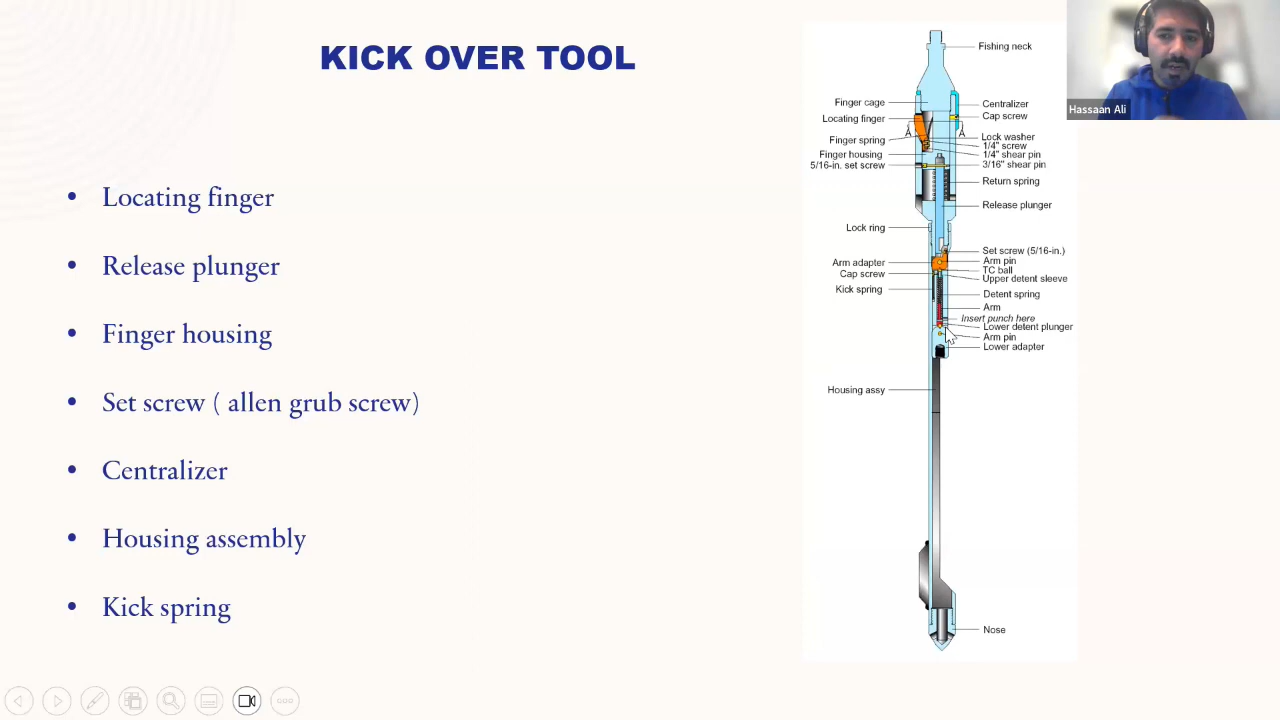 KICK OVER TOOL
Hassaan Ali
• Locating finger
• Release plunger
• Finger housing
• Set screw ( allen grub screw)
• Centralizer
• Housing assembly
• Kick spring
Fishing neck
Finger cage
Centralizer
Locating finger
Cap screw
A
A
Finger spring
Lock washer
1/4" screw
Finger housing
1/4" shear pin
5/16-in. set screw
3/16" shear pin
Return spring
Release plunger
Lock ring
Set screw (5/16-in.)
Arm adapter
Arm pin
Cap screw
TC ball
Upper detent sleeve
Kick spring
Detent spring
Arm
Insert punch here
Lower detent plunger
Arm pin
Lower adapter
Housing assy
Nose